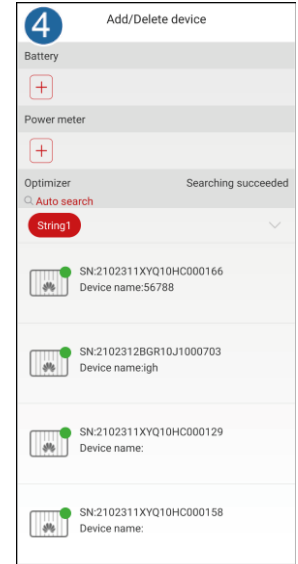 4
Add/Delete device
Battery
Power meter
Optimizer Searching succeeded
Auto search
String1
SN:2102311XYQ10HC000166
Device name:56788
SN:2102312BGR10J1000703
Device name:igh
SN:2102311XYQ10HC000129
Device name:
SN:2102311XYQ10HC000158
Device name: